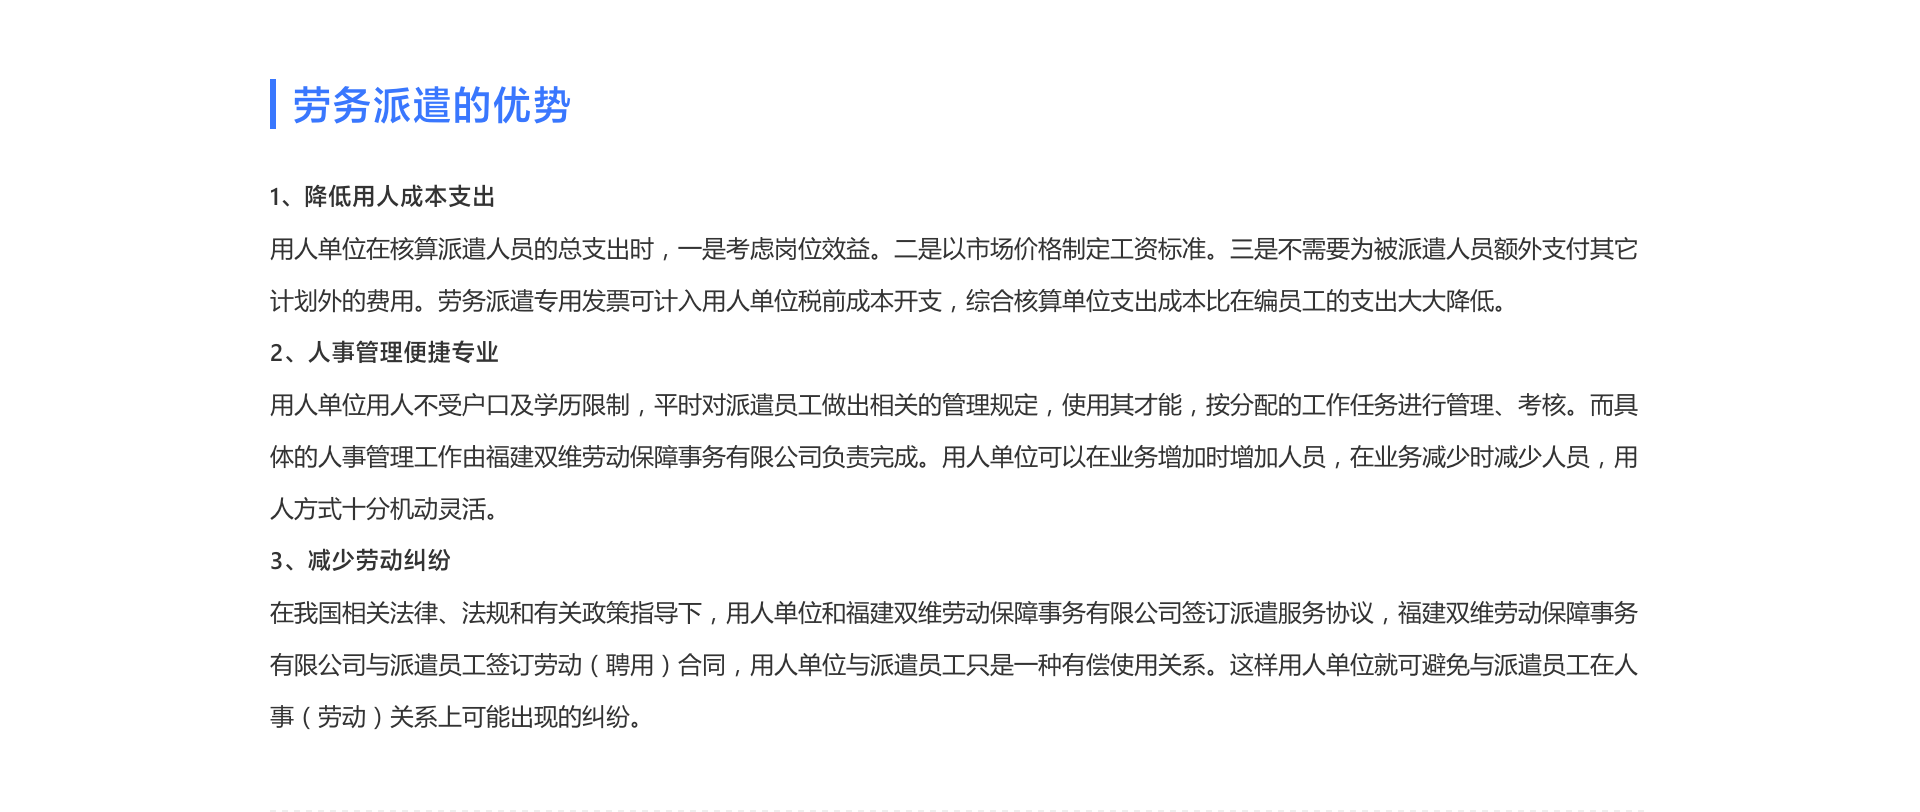 劳务派遣的优势
1、降低用人成本支出
用人单位在核算派遣人员的总支出时，一是考虑岗位效益。二是以市场价格制定工资标准。三是不需要为被派遣人员额外支付其它
计划外的费用。劳务派遣专用发票可计入用人单位税前成本开支，综合核算单位支出成本比在编员工的支出大大降低。
2、人事管理便捷专业
用人单位用人不受户口及学历限制，平时对派遣员工做出相关的管理规定，使用其才能，按分配的工作任务进行管理、考核。而具
体的人事管理工作由福建双维劳动保障事务有限公司负责完成。用人单位可以在业务增加时增加人员，在业务减少时减少人员，用
人方式十分机动灵活。
3、减少劳动纠纷
在我国相关法律、法规和有关政策指导下，用人单位和福建双维劳动保障事务有限公司签订派遣服务协议，福建双维劳动保障事务
有限公司与派遣员工签订劳动（聘用）合同，用人单位与派遣员工只是一种有偿使用关系。这样用人单位就可避免与派遣员工在人
事（劳动）关系上可能出现的纠纷。